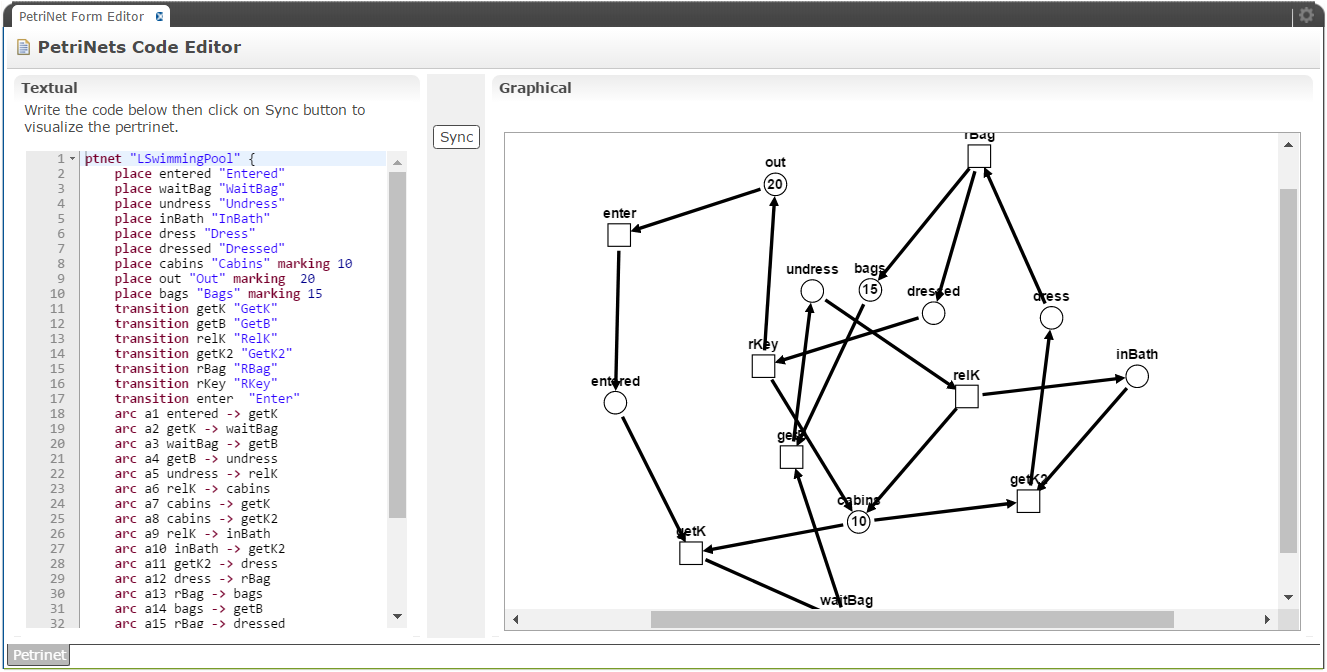 PetriNet Form Editor
PetriNets Code Editor
Textual
Write the code below then click on Sync button to
visualize the pertrinet.
1 ptnet "LSwimmingPool" {
2 place entered "Entered"
3 place waitBag "WaitBag"
4 place undress "Undress"
5 place inBath "InBath"
6 place dress "Dress"
7 place dressed "Dressed"
8 place cabins "Cabins" marking 10
9 place out "Out" marking 20
10 place bags "Bags" marking 15
11 transition getK "GetK"
12 transition getB "GetB"
13 transition relK "RelK"
14 transition getK2 "GetK2"
15 transition rBag "RBag"
16 transition rKey "RKey"
17 transition enter "Enter"
18 arc a1 entered -> getK
19 arc a2 getK -> waitBag
20 arc a3 waitBag -> getB
21 arc a4 getB -> undress
22 arc a5 undress -> relK
23 arc a6 relK -> cabins
24 arc a7 cabins -> getK
25 arc a8 cabins -> getK2
26 arc a9 relK -> inBath
27 arc a10 inBath -> getK2
28 arc a11 getK2 -> dress
29 arc a12 dress -> rBag
30 arc a13 rBag -> bags
31 arc a14 bags -> getB
32 arc a15 rBag -> dressed
Sync
Graphical
rBag
out
20
enter
undress
bags
15
dressed
dress
rKey
inBath
entered
relK
getB
getK2
cabins
10
getK
waitBag
Petrinet